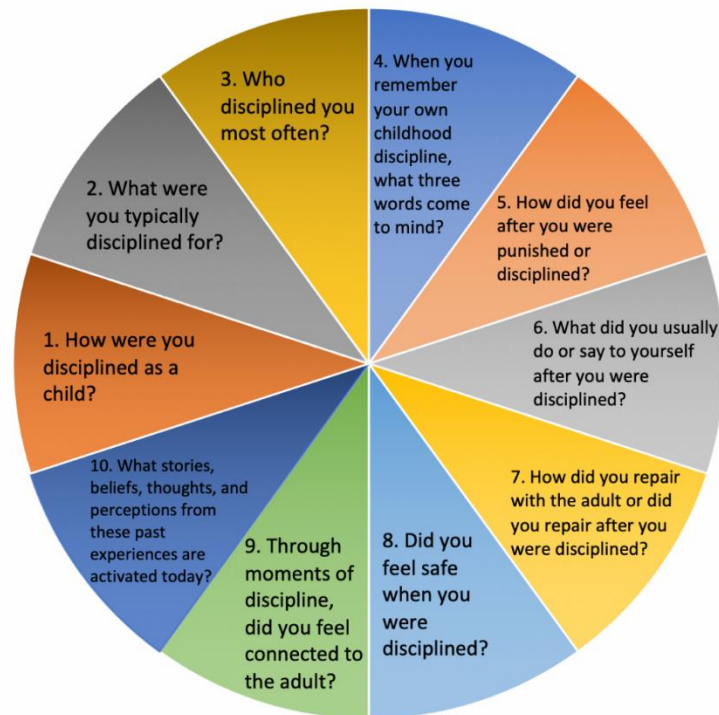 1. How were you
disciplined as a
child?
2. What were
you typically
disciplined for?
3. Who
disciplined you
most often?
4. When you
remember
your own
childhood
discipline,
what three
words come
to mind?
5. How did you feel
after you were
punished or
disciplined?
6. What did you usually
do or say to yourself
after you were
disciplined?
7. How did you repair
with the adult or did
you repair after you
were disciplined?
8. Did you
feel safe
when you
were
disciplined?
9. Through
moments of
discipline,
did you feel
connected to
the adult?
10. What stories,
beliefs, thoughts, and
perceptions from
these past
experiences are
activated today?